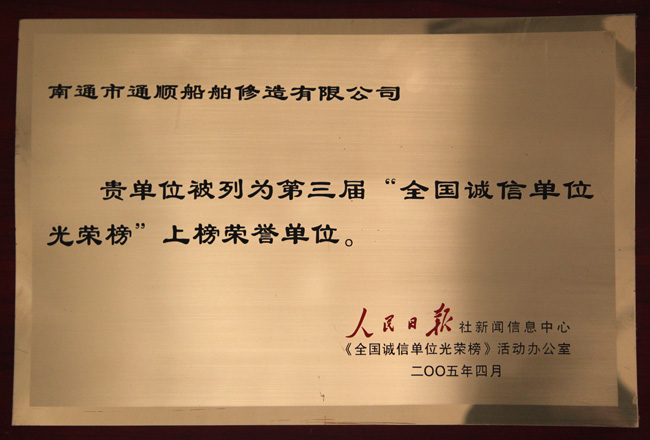 南通市通顺船舶修造有限公司
贵单位被列为第三届“全国诚信单位
光荣榜”上榜荣誉单位。
人民日报社新闻信息中心
《全国诚信单位光荣榜》活动办公室
二〇〇五年四月